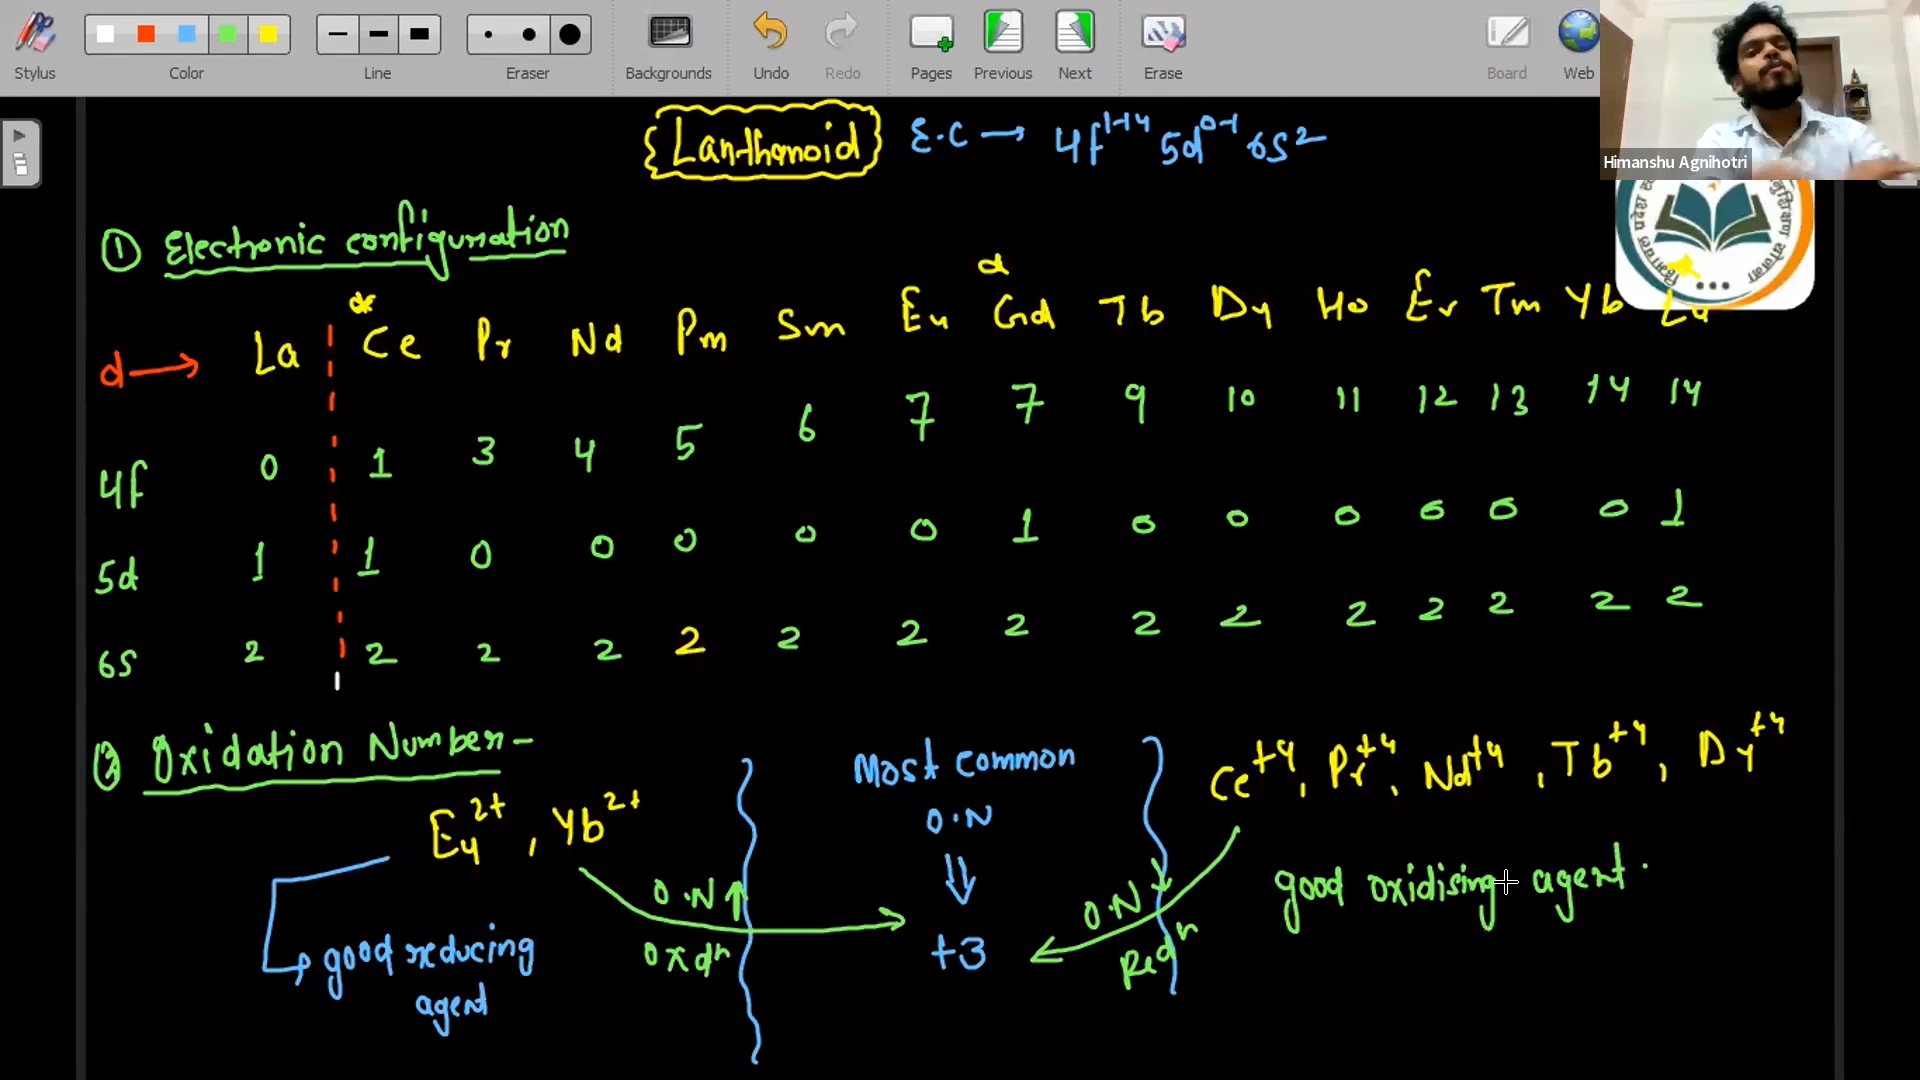 Stylus Color Line Eraser Backgrounds Undo Redo Pages Previous Next Erase Board Web
Himanshu Agnihotri
Lanthanoid E.C → 4f¹⁻¹⁴ 5d⁰⁻¹ 6s²
① Electronic configuration
d → La Ce Pr Nd Pm Sm Eu Gd Tb Dy Ho Er Tm Yb Lu
4f 0 1 3 4 5 6 7 7 9 10 11 12 13 14 14
5d 1 1 0 0 0 0 0 1 0 0 0 0 0 0 1
6s 2 2 2 2 2 2 2 2 2 2 2 2 2 2 2
② Oxidation Number-
Eu²⁺, Yb²⁺
good reducing
agent
O.N ↑
Oxdⁿ
Most common
O.N
⇓
+3
O.N ↓
Redⁿ
Ce⁺⁴, Pr⁺⁴, Nd⁺⁴, Tb⁺⁴, Dy⁺⁴
good oxidising agent.